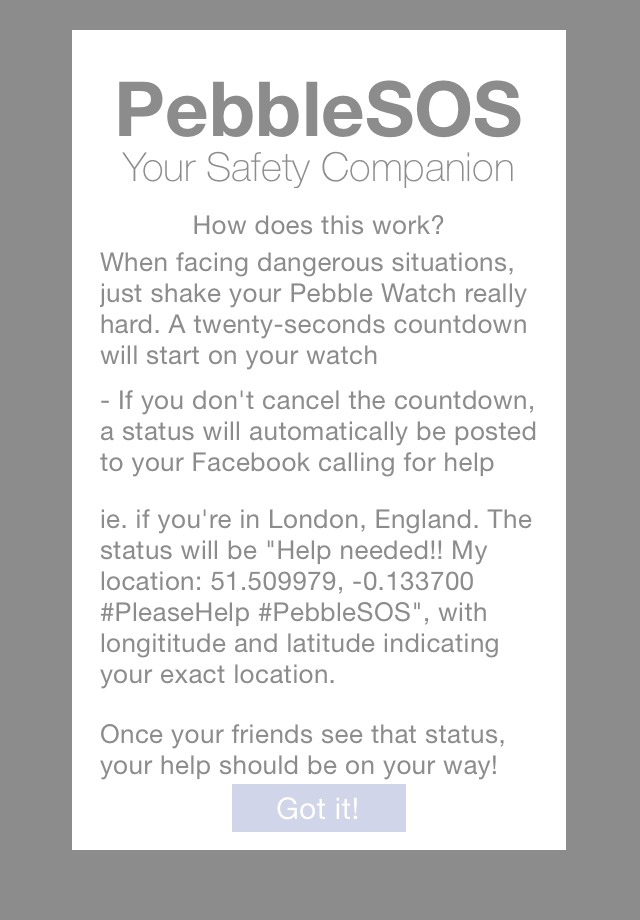 PebbleSOS
Your Safety Companion
How does this work?
When facing dangerous situations,
just shake your Pebble Watch really
hard. A twenty-seconds countdown
will start on your watch
- If you don't cancel the countdown,
a status will automatically be posted
to your Facebook calling for help
ie. if you're in London, England. The
status will be "Help needed!! My
location: 51.509979, -0.133700
#PleaseHelp #PebbleSOS", with
longititude and latitude indicating
your exact location.
Once your friends see that status,
your help should be on your way!
Got it!